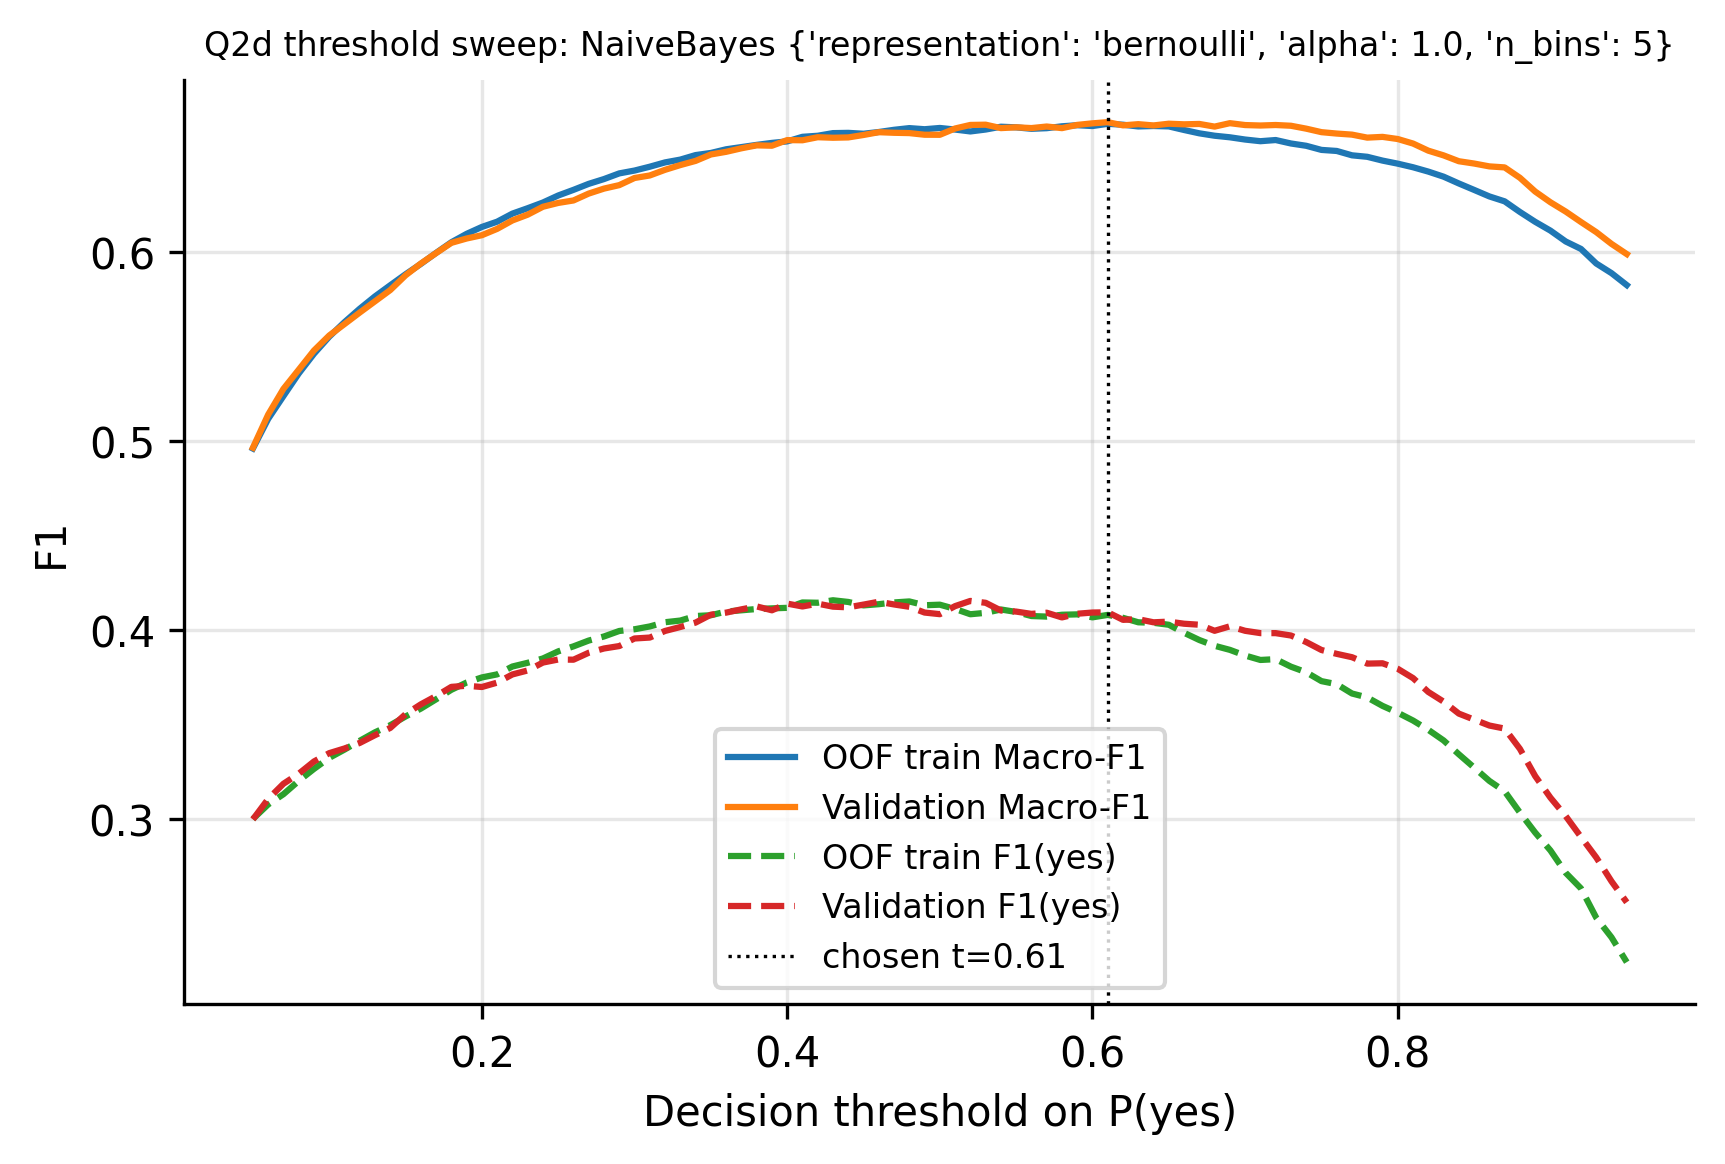 Q2d threshold sweep: NaiveBayes {'representation': 'bernoulli', 'alpha': 1.0, 'n_bins': 5}
F1
0.6
0.5
0.4
0.3
OOF train Macro-F1
Validation Macro-F1
OOF train F1(yes)
Validation F1(yes)
chosen t=0.61
0.2 0.4 0.6 0.8
Decision threshold on P(yes)